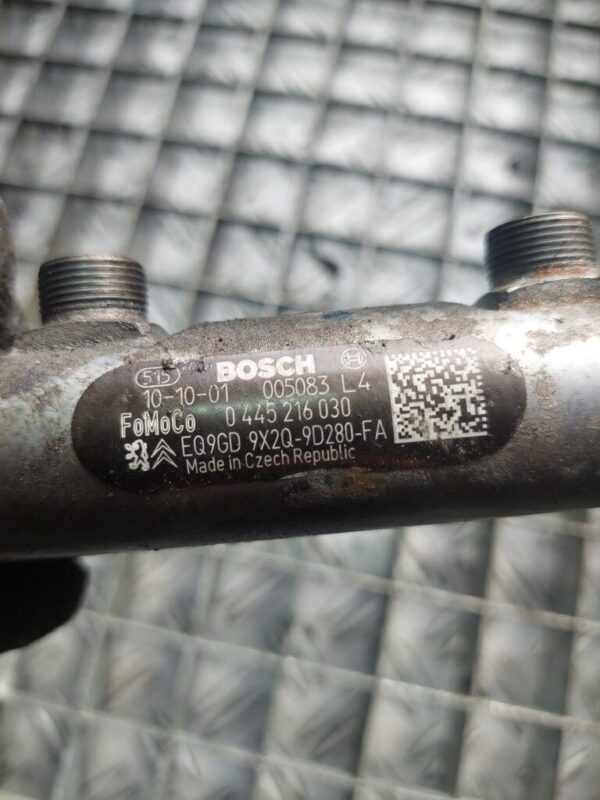 515 BOSCH
10-10-01 005083 L4
FoMoCo 0 445 216 030
EQ9GD 9X2Q-9D280-FA
Made in Czech Republic